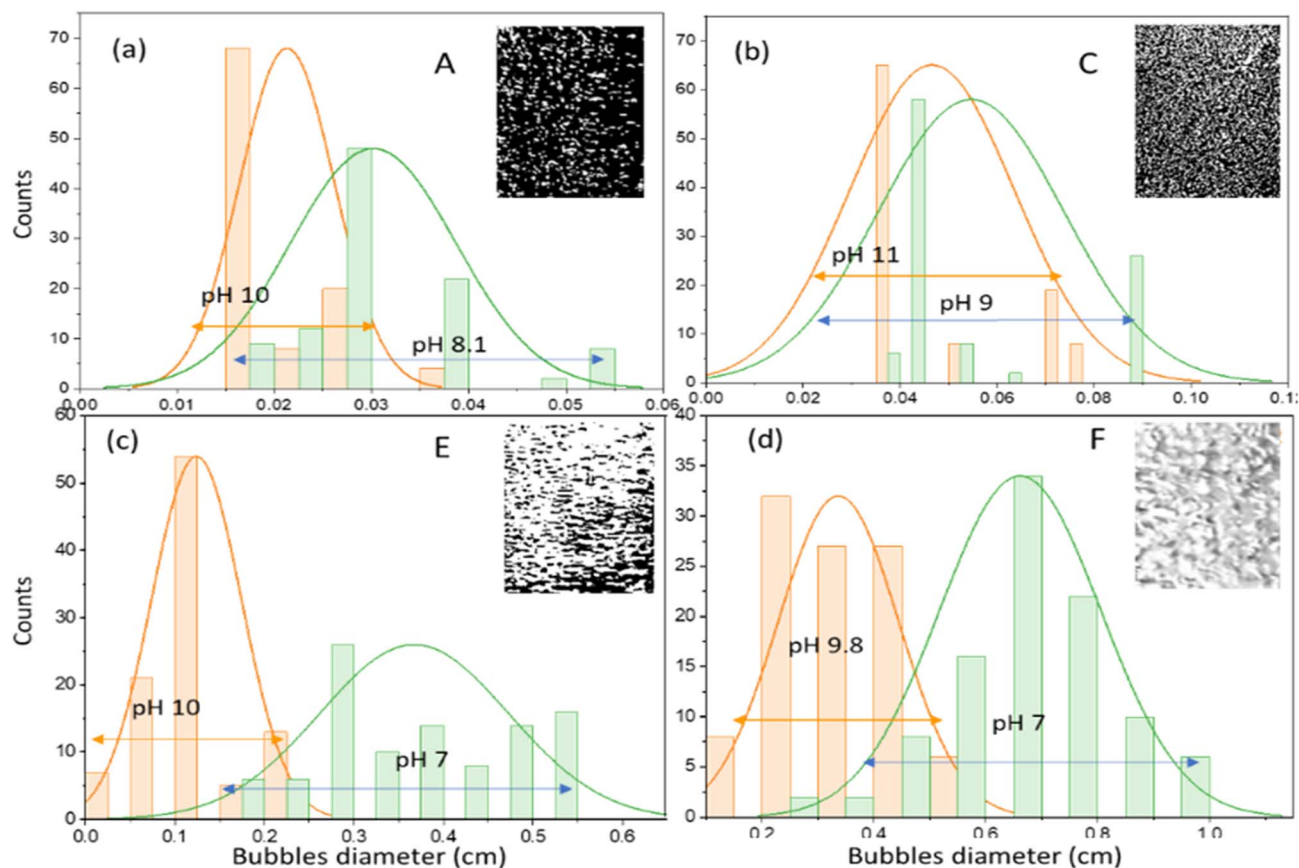 (a)
A
Counts
70
60
50
40
30
20
10
0
pH 10
pH 8.1
0.00
0.01
0.02
0.03
0.04
0.05
0.06
(b)
C
70
60
50
40
30
20
10
0
pH 11
pH 9
0.00
0.02
0.04
0.06
0.08
0.10
(c)
E
Counts
60
50
40
30
20
10
0
pH 10
pH 7
0.0
0.1
0.2
0.3
0.4
0.5
0.6
Bubbles diameter (cm)
(d)
F
40
35
30
25
20
15
10
5
0
pH 9.8
pH 7
0.2
0.4
0.6
0.8
1.0
Bubbles diameter (cm)